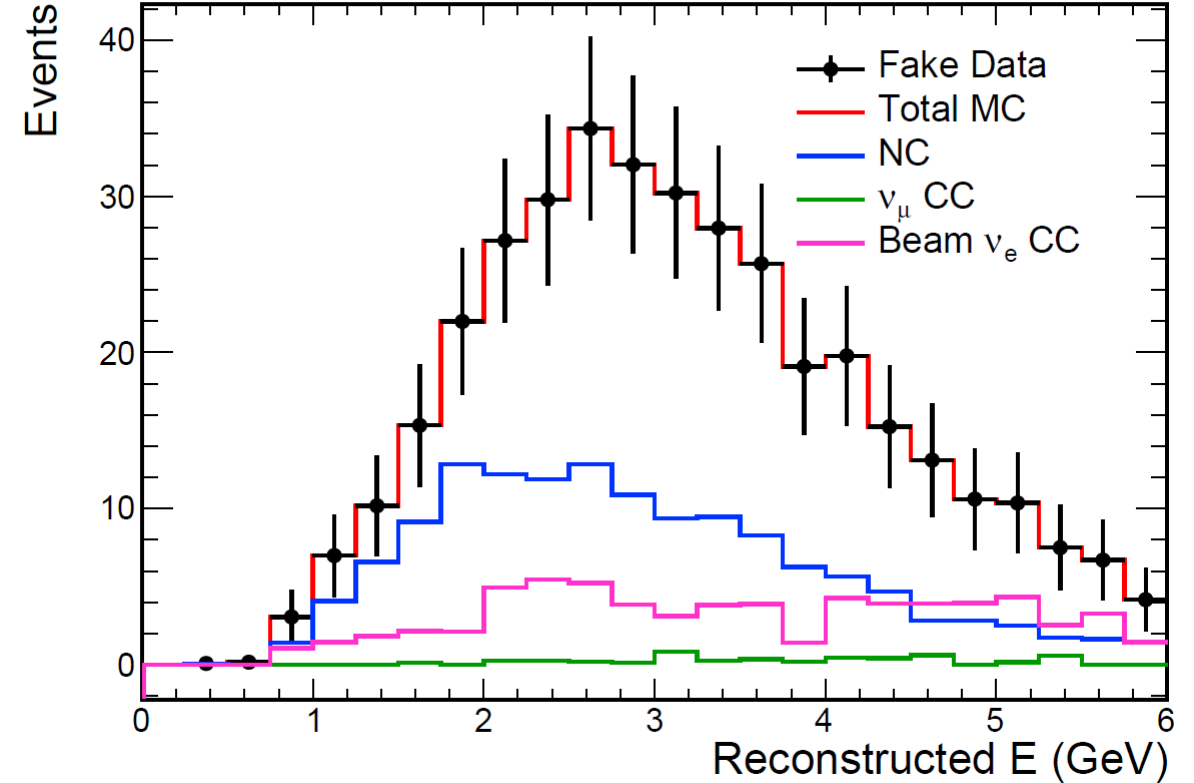 Events
40
30
20
10
0
Fake Data
Total MC
NC
νμ CC
Beam νe CC
0 1 2 3 4 5 6
Reconstructed E (GeV)